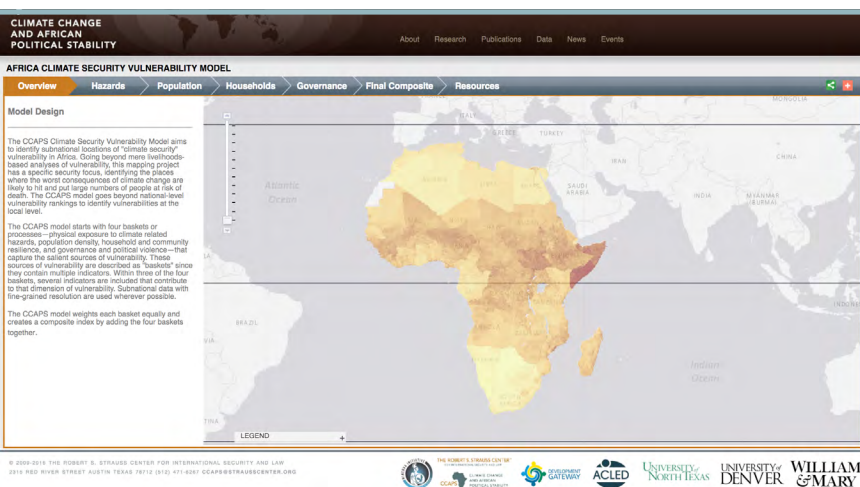 CLIMATE CHANGE
AND AFRICAN
POLITICAL STABILITY
About Research Publications Data News Events
AFRICA CLIMATE SECURITY VULNERABILITY MODEL
Overview Hazards Population Households Governance Final Composite Resources
Model Design
The CCAPS Climate Security Vulnerability Model aims
to identify subnational locations of "climate security"
vulnerability in Africa. Going beyond mere livelihoods-
based analyses of vulnerability, this mapping project
has a specific security focus, identifying the places
where the worst consequences of climate change are
likely to hit and put large numbers of people at risk of
death. The CCAPS model goes beyond national-level
vulnerability rankings to identify vulnerabilities at the
local level.
The CCAPS model starts with four baskets or
processes—physical exposure to climate related
hazards, population density, household and community
resilience, and governance and political violence—that
capture the salient sources of vulnerability. These
sources of vulnerability are described as "baskets" since
they contain multiple indicators. Within three of the four
baskets, several indicators are included that contribute
to that dimension of vulnerability. Subnational data with
fine-grained resolution are used wherever possible.
The CCAPS model weights each basket equally and
creates a composite index by adding the four baskets
together.
MONGOLIA
ITALY
GREECE TURKEY
IRAN
CHINA
Atlantic
Ocean
SAUDI
ARABIA
INDIA
MYANMAR
(BURMA)
BRAZIL
Indian
Ocean
LEGEND +
THE ROBERT S. STRAUSS CENTER FOR INTERNATIONAL SECURITY AND LAW
2315 RED RIVER STREET AUSTIN TEXAS 78712 (512) 471-6267 CCAPS@STRAUSSCENTER.ORG
THE ROBERT S. STRAUSS CENTER
CCAPS
CLIMATE CHANGE
AND AFRICAN
POLITICAL STABILITY
DEVELOPMENT
GATEWAY
ACLED
UNIVERSITY of
NORTH TEXAS
UNIVERSITY of
DENVER
WILLIAM
& MARY